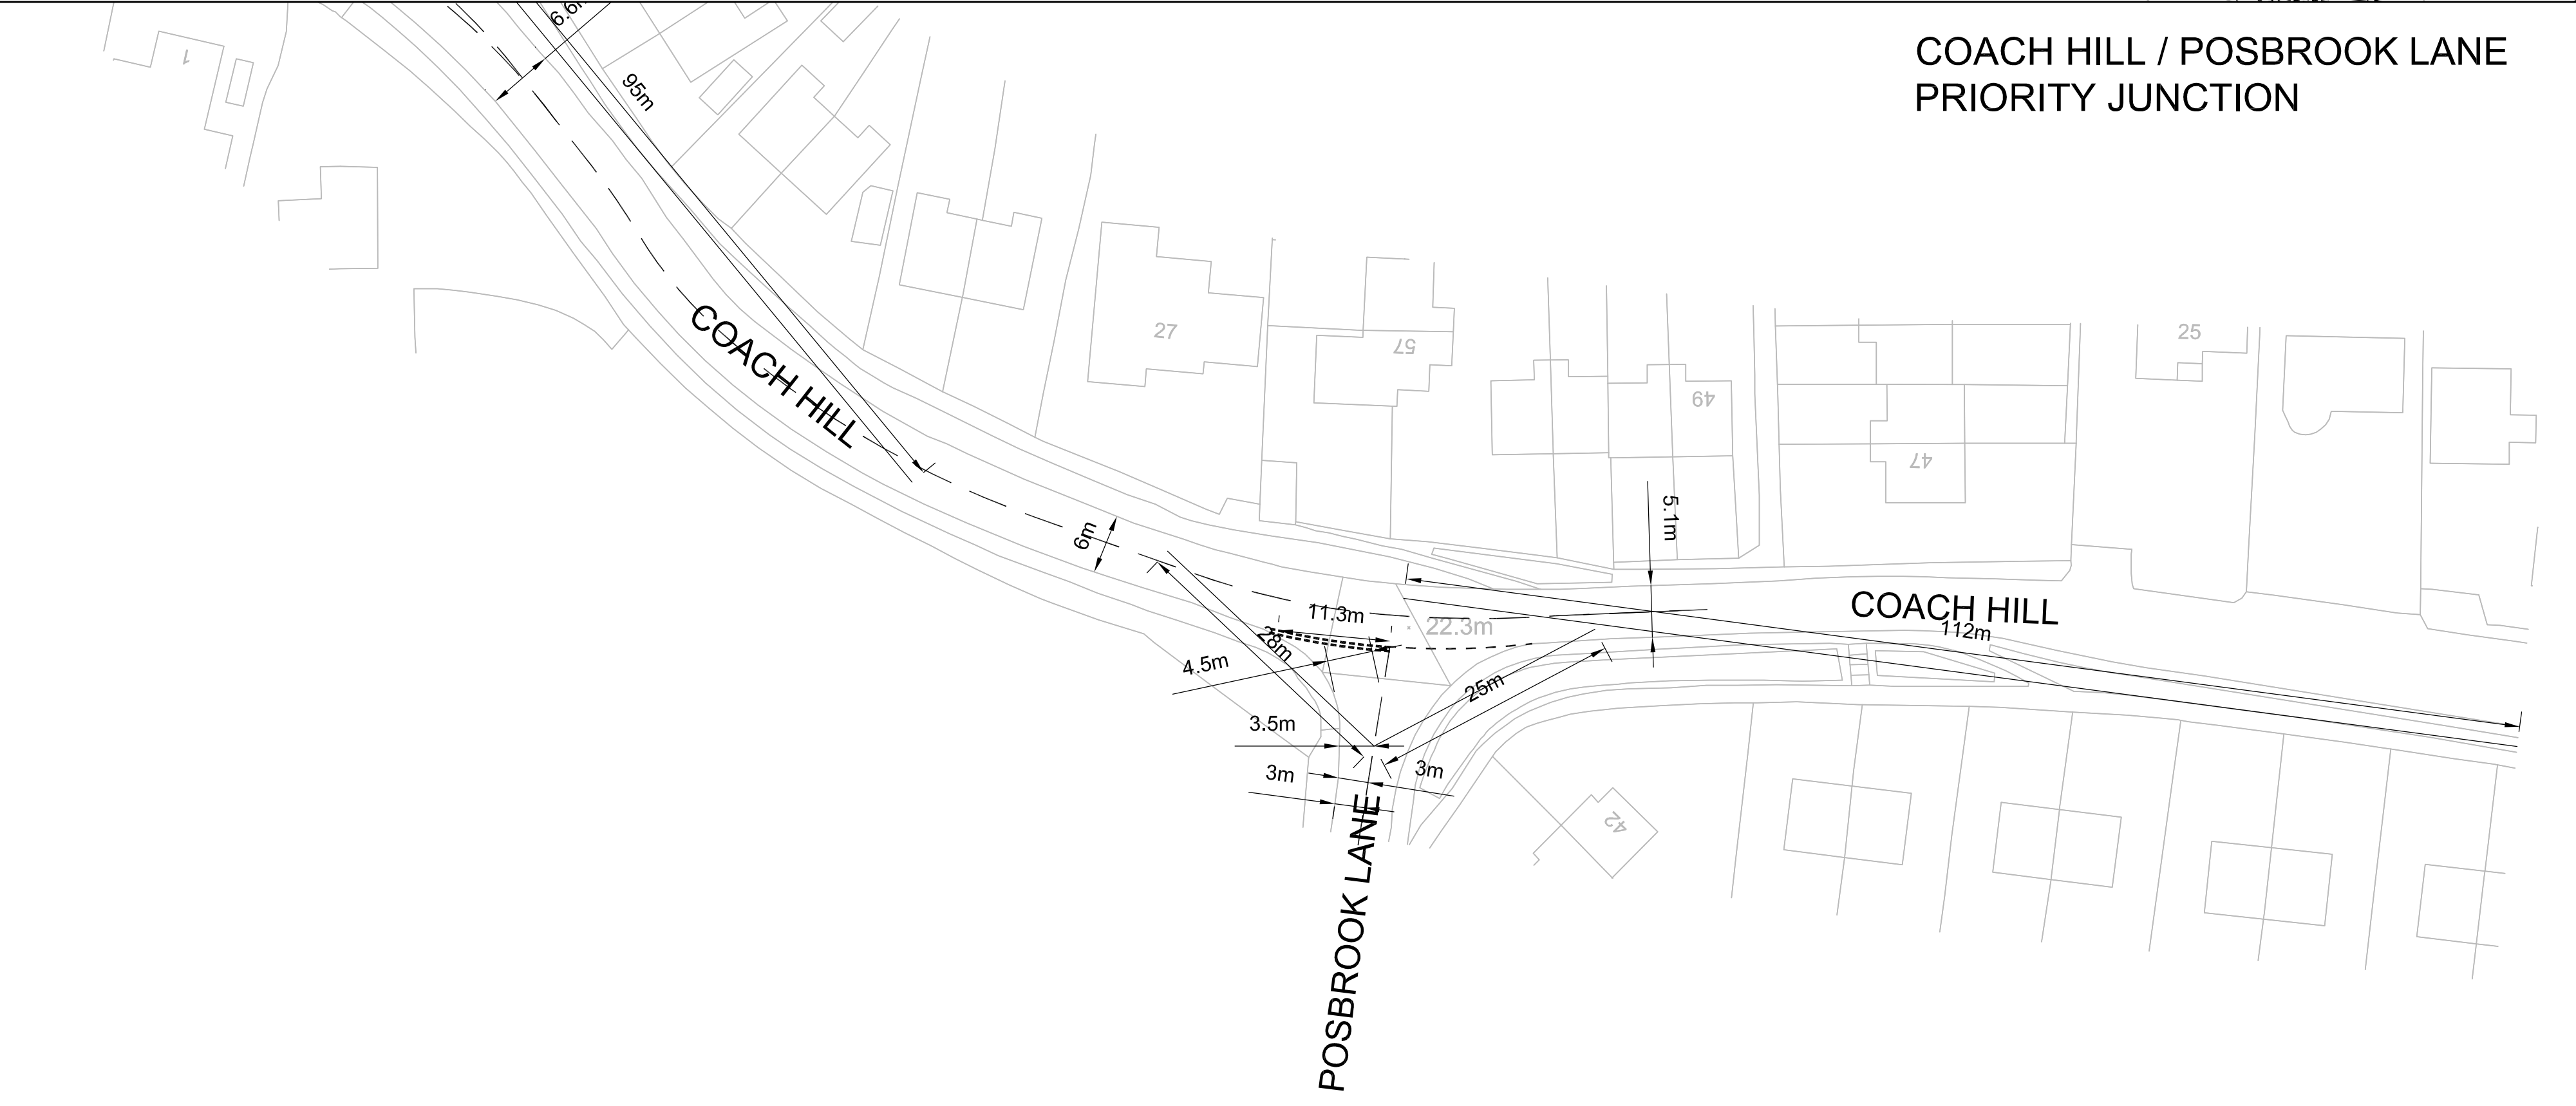 COACH HILL / POSBROOK LANE
PRIORITY JUNCTION
1
95m
COACH HILL
27
57
49
47
25
6m
5.1m
11.3m
22.3m
COACH HILL
112m
28m
4.5m
25m
3.5m
3m
3m
42
POSBROOK LANE